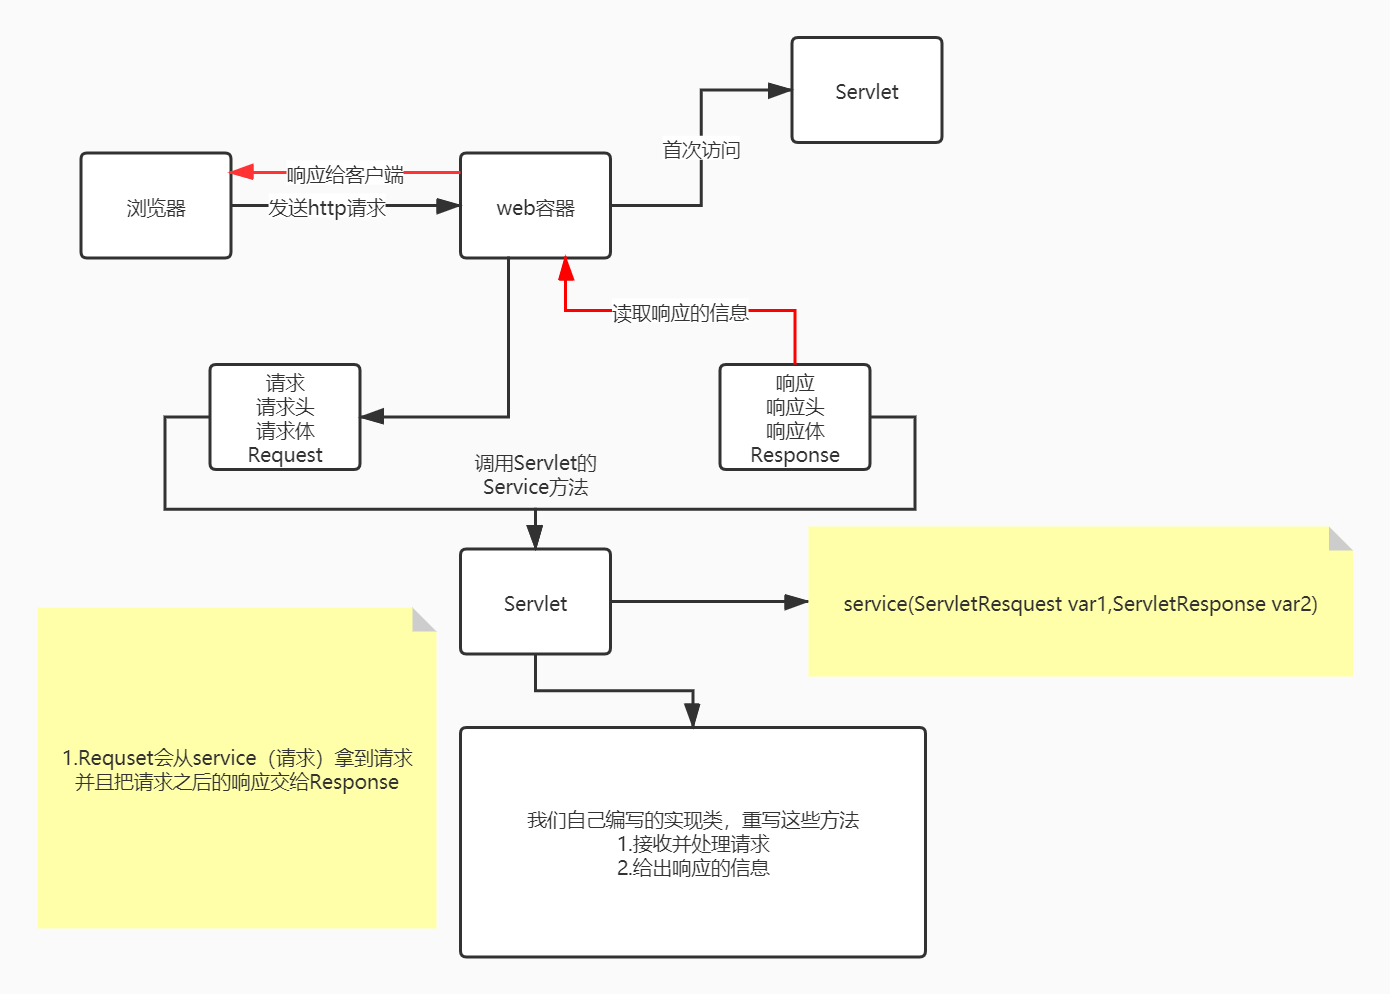 Servlet
首次访问
响应给客户端
浏览器
发送http请求
web容器
读取响应的信息
请求
请求头
请求体
Request
响应
响应头
响应体
Response
调用Servlet的
Service方法
Servlet
service(ServletResquest var1,ServletResponse var2)
1.Requset会从service（请求）拿到请求
并且把请求之后的响应交给Response
我们自己编写的实现类，重写这些方法
1.接收并处理请求
2.给出响应的信息